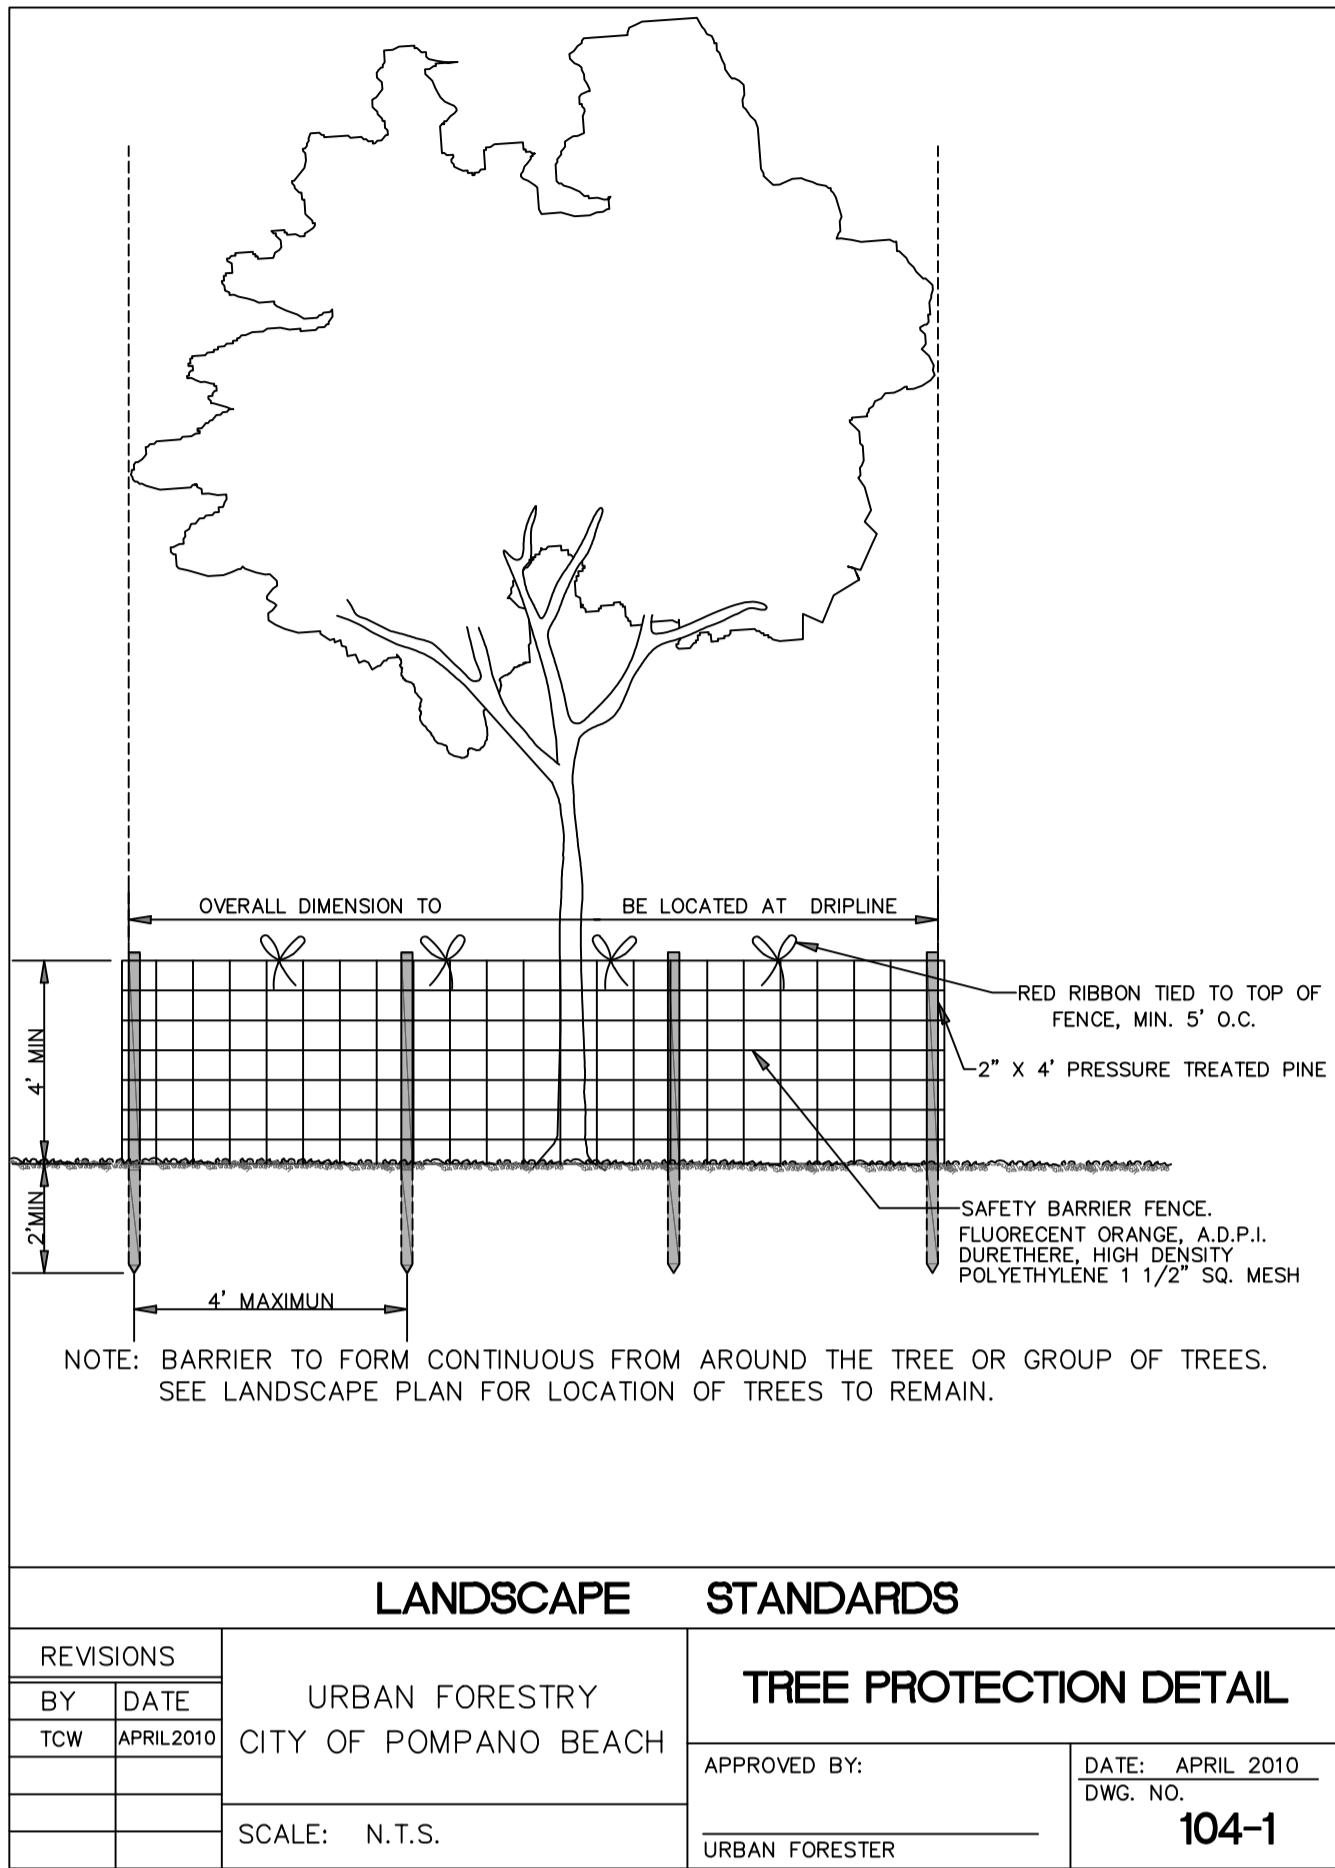 OVERALL DIMENSION TO BE LOCATED AT DRIPLINE
4' MIN
2'MIN
4' MAXIMUN
RED RIBBON TIED TO TOP OF
FENCE, MIN. 5' O.C.
2" X 4' PRESSURE TREATED PINE
SAFETY BARRIER FENCE.
FLUORECENT ORANGE, A.D.P.I.
DURETHERE, HIGH DENSITY
POLYETHYLENE 1 1/2" SQ. MESH
NOTE: BARRIER TO FORM CONTINUOUS FROM AROUND THE TREE OR GROUP OF TREES.
SEE LANDSCAPE PLAN FOR LOCATION OF TREES TO REMAIN.
LANDSCAPE STANDARDS
REVISIONS
BY DATE
TCW APRIL2010
URBAN FORESTRY
CITY OF POMPANO BEACH
SCALE: N.T.S.
TREE PROTECTION DETAIL
APPROVED BY:
URBAN FORESTER
DATE: APRIL 2010
DWG. NO.
104-1